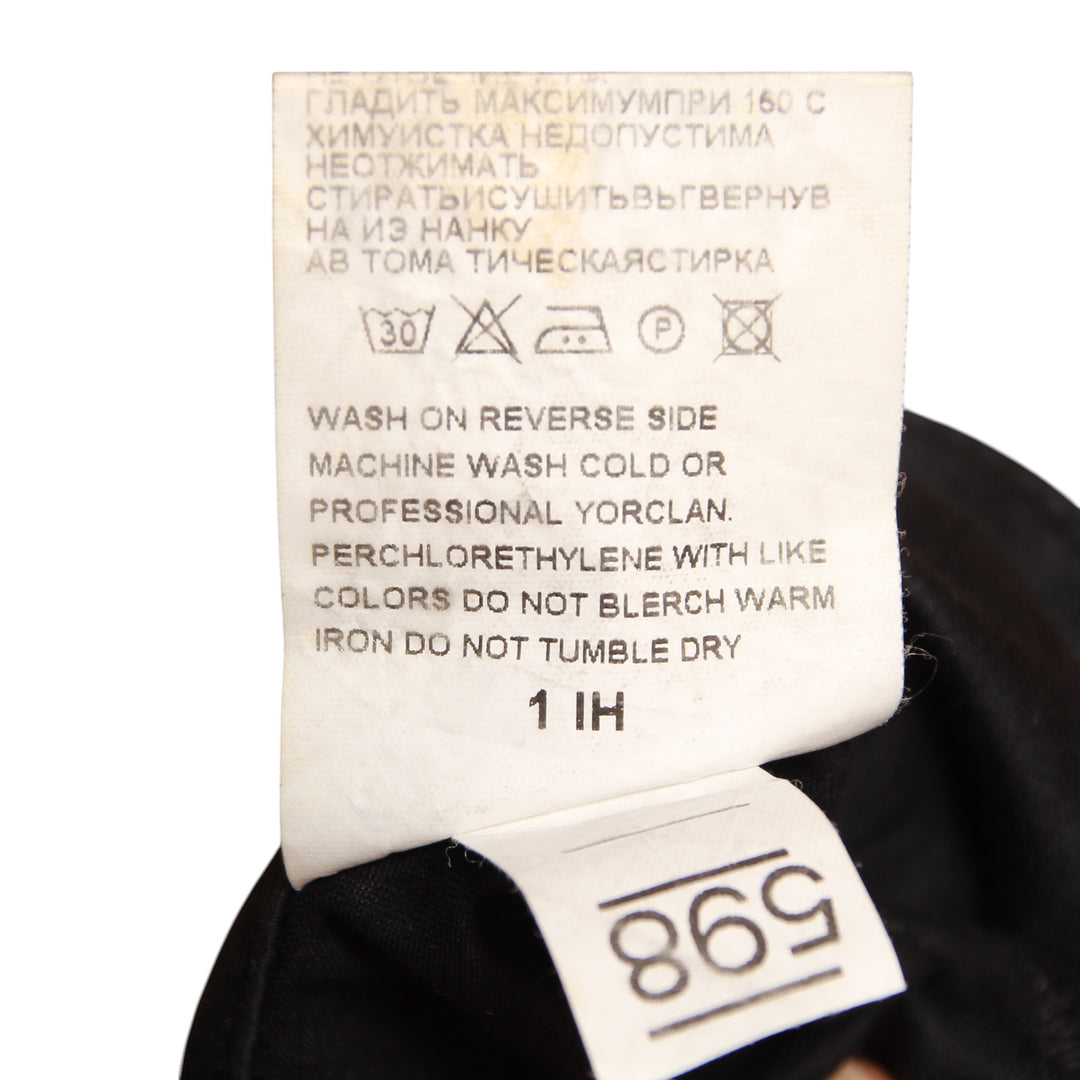 ГЛАДИТЬ МАКСИМУМПРИ 160 С
ХИМУИСТКА НЕДОПУСТИМА
НЕОТЖИМАТЬ
СТИРАТЬИСУШИТЬВЬГВЕРНУВ
НА ИЭ НАНКУ
АВ ТОМА ТИЧЕСКАЯСТИРКА
30 P
WASH ON REVERSE SIDE
MACHINE WASH COLD OR
PROFESSIONAL YORCLAN.
PERCHLORETHYLENE WITH LIKE
COLORS DO NOT BLERCH WARM
IRON DO NOT TUMBLE DRY
1 IH
598